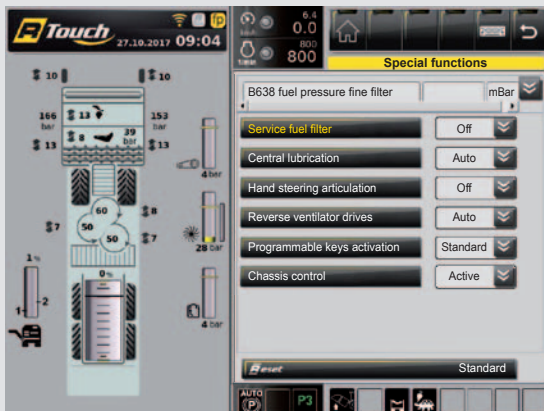 R Touch
27.10.2017 09:04
10 10
166 bar 13 153 bar
8 39 bar
13 13
4 bar
60
50
50
8
7 7
28 bar
1 %
0 %
1 2
4 bar
6.4
0.0
800
800
Special functions
B638 fuel pressure fine filter mBar
Service fuel filter Off
Central lubrication Auto
Hand steering articulation Off
Reverse ventilator drives Auto
Programmable keys activation Standard
Chassis control Active
Reset Standard
AUTO
(P) P3